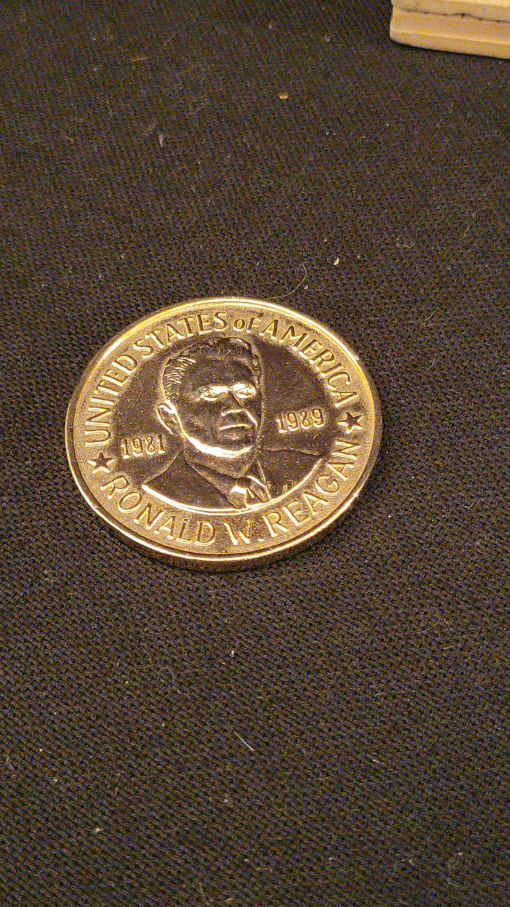 UNITED STATES OF AMERICA
1981 1989
★ RONALD W. REAGAN ★